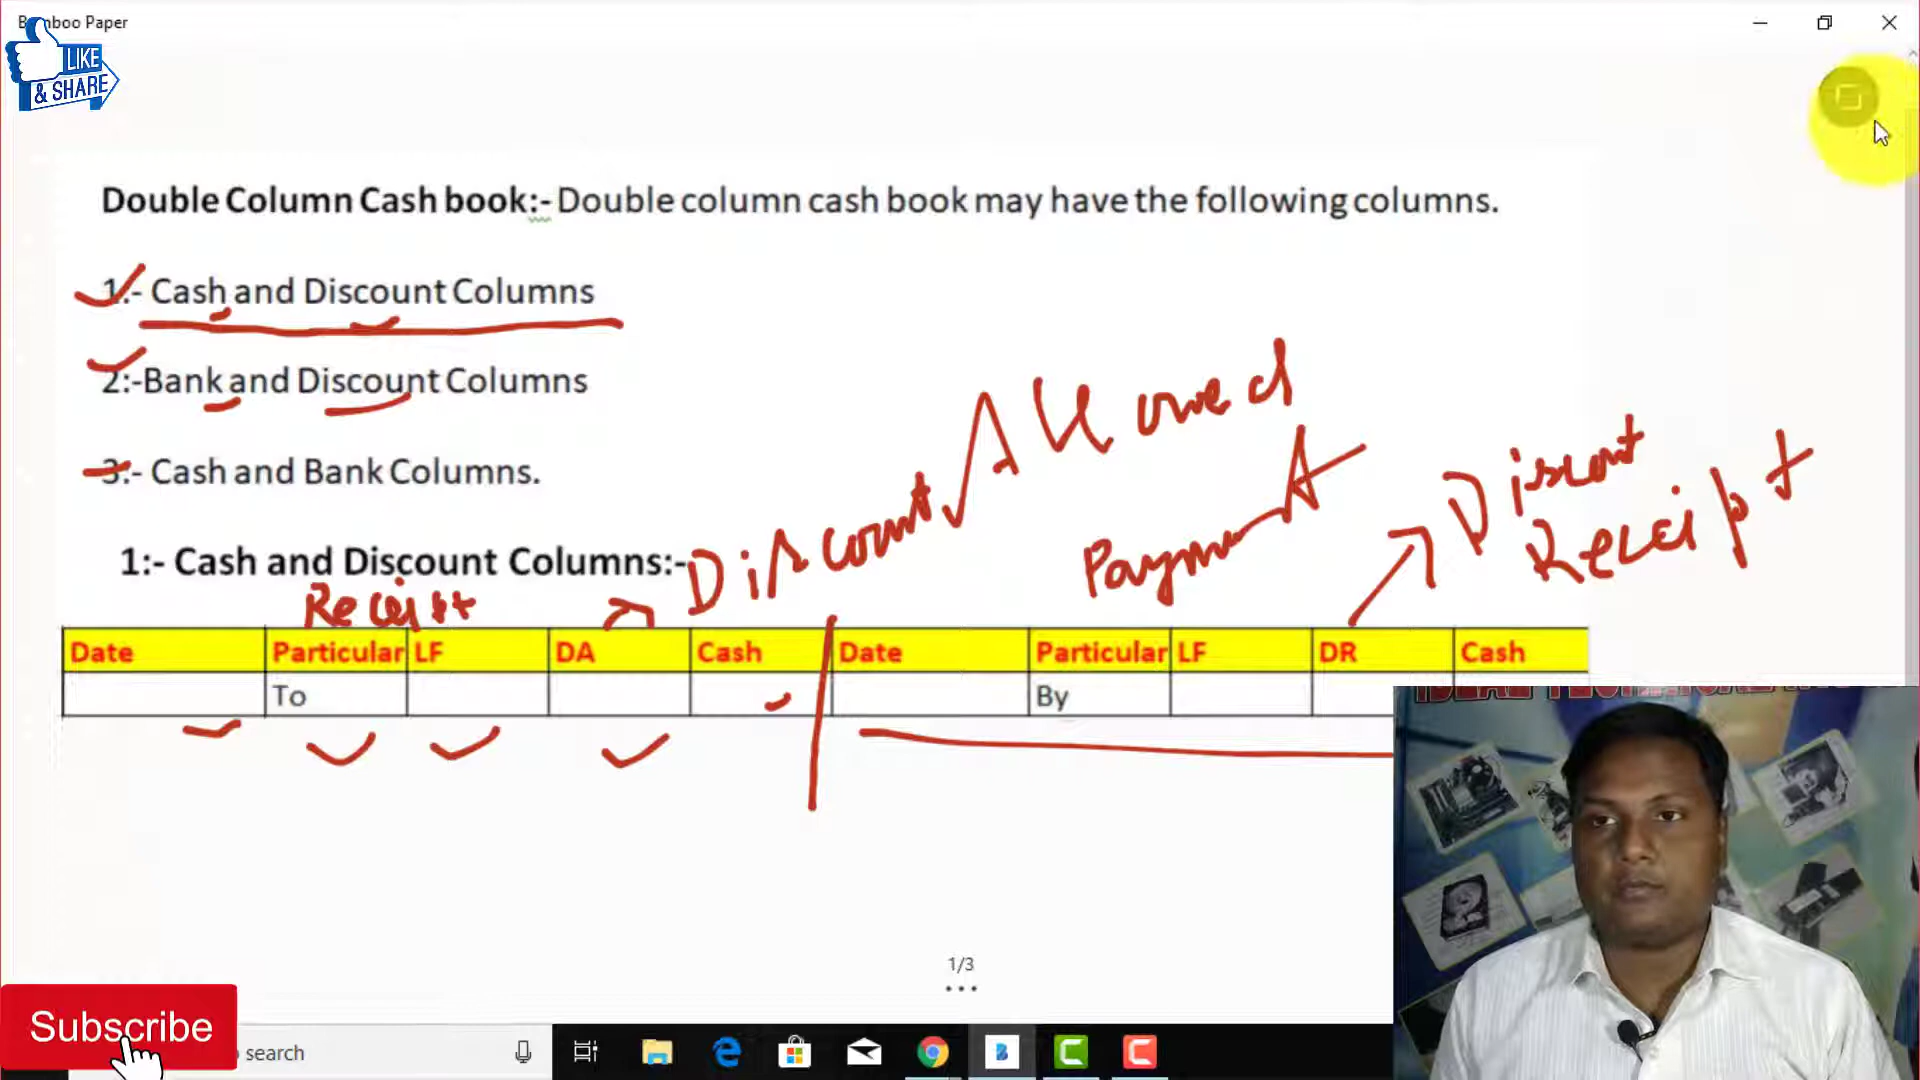 Bamboo Paper
LIKE
& SHARE
Double Column Cash book:- Double column cash book may have the following columns.
1:- Cash and Discount Columns
2:-Bank and Discount Columns
3:- Cash and Bank Columns.
Discount Allowed
Payment
Discount
Receipt
1:- Cash and Discount Columns:-
Receipt
Date Particular LF DA Cash Date Particular LF DR Cash
To By
1/3
Subscribe
search